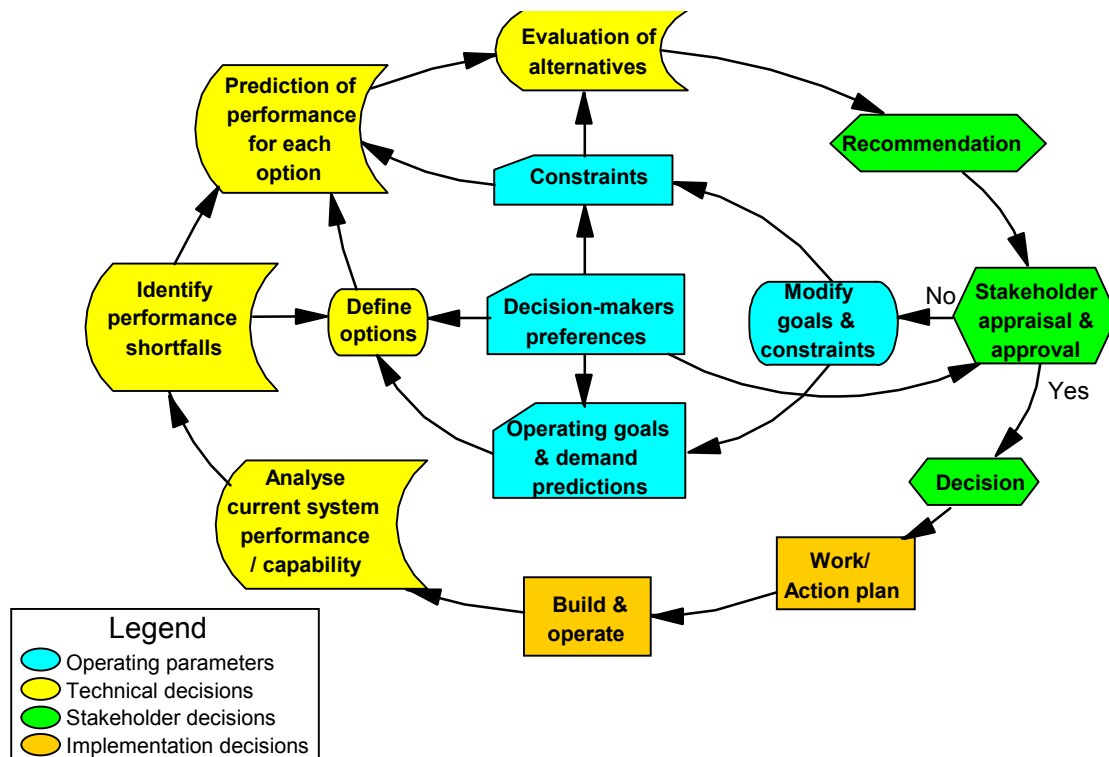 Evaluation of
alternatives
Prediction of
performance
for each
option
Recommendation
Constraints
Identify
performance
shortfalls
Define
options
Decision-makers
preferences
Modify
goals &
constraints
No
Stakeholder
appraisal &
approval
Yes
Operating goals
& demand
predictions
Analyse
current system
performance
/ capability
Decision
Work/
Action plan
Build &
operate
Legend
Operating parameters
Technical decisions
Stakeholder decisions
Implementation decisions